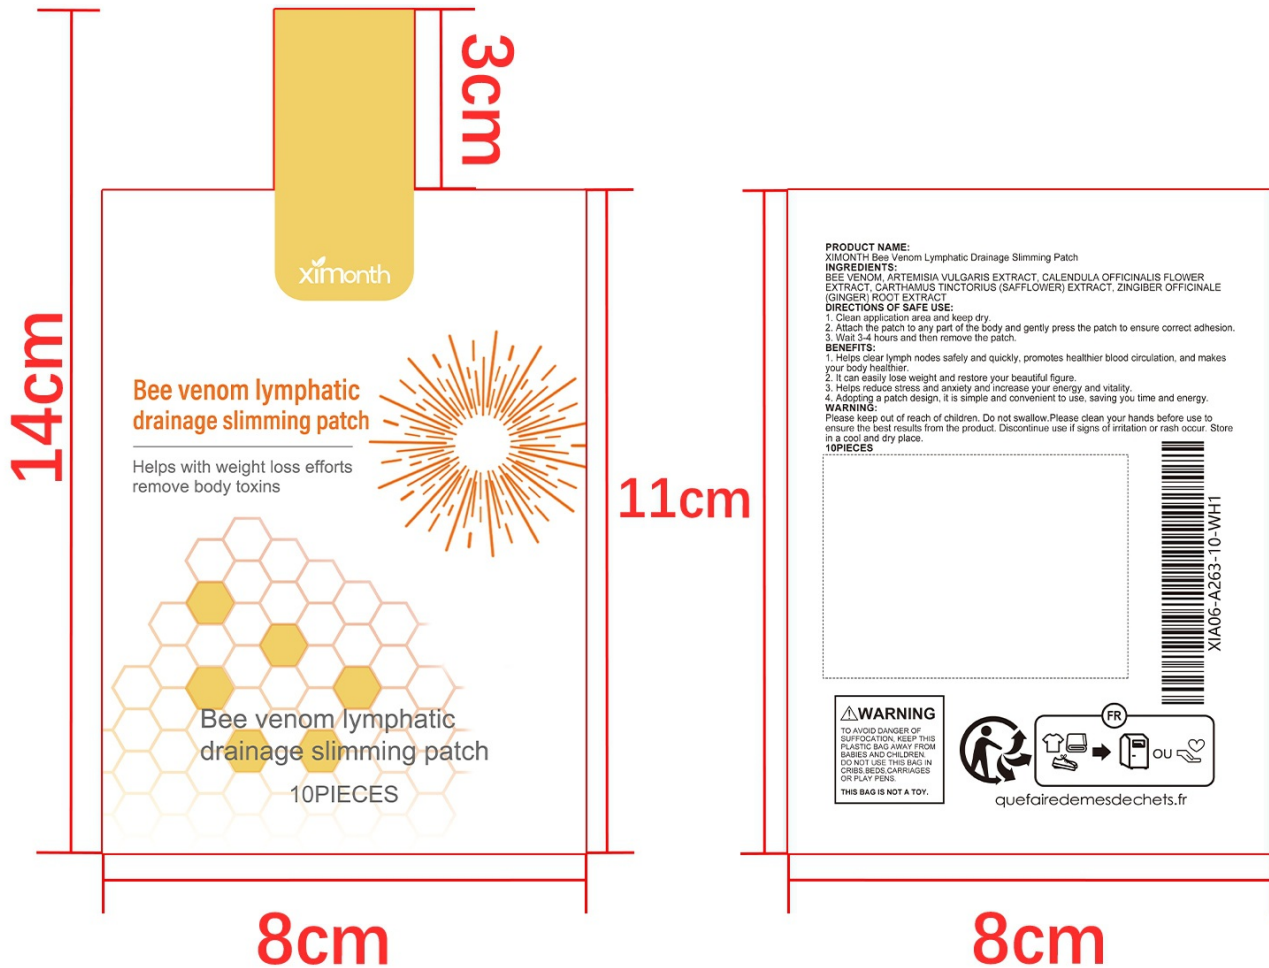 3cm
14cm
ximonth
Bee venom lymphatic
drainage slimming patch
Helps with weight loss efforts
remove body toxins
Bee venom lymphatic
drainage slimming patch
10PIECES
11cm
8cm
PRODUCT NAME:
XIMONTH Bee Venom Lymphatic Drainage Slimming Patch
INGREDIENTS:
BEE VENOM, ARTEMISIA VULGARIS EXTRACT, CALENDULA OFFICINALIS FLOWER
EXTRACT, CARTHAMUS TINCTORIUS (SAFFLOWER) EXTRACT, ZINGIBER OFFICINALE
(GINGER) ROOT EXTRACT
DIRECTIONS OF SAFE USE:
1. Clean application area and keep dry.
2. Attach the patch to any part of the body and gently press the patch to ensure correct adhesion.
3. Wait 3-4 hours and then remove the patch.
BENEFITS:
1. Helps clear lymph nodes safely and quickly, promotes healthier blood circulation, and makes
your body healthier.
2. It can easily lose weight and restore your beautiful figure.
3. Helps reduce stress and anxiety and increase your energy and vitality.
4. Adopting a patch design, it is simple and convenient to use, saving you time and energy.
WARNING:
Please keep out of reach of children. Do not swallow.Please clean your hands before use to
ensure the best results from the product. Discontinue use if signs of irritation or rash occur. Store
in a cool and dry place.
10PIECES
XIA06-A263-10-WH1
WARNING
TO AVOID DANGER OF
SUFFOCATION, KEEP THIS
PLASTIC BAG AWAY FROM
BABIES AND CHILDREN.
DO NOT USE THIS BAG IN
CRIBS,BEDS,CARRIAGES
OR PLAY PENS.
THIS BAG IS NOT A TOY.
FR
OU
quefairedemesdechets.fr
8cm